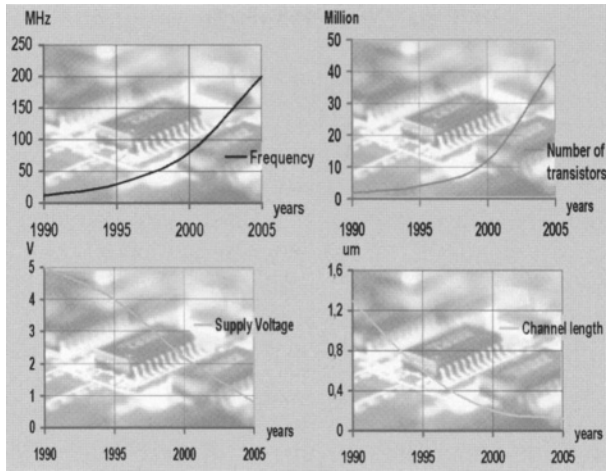 MHz
250
200
150
100
50
0
Frequency
years
1990 1995 2000 2005
Million
50
40
30
20
10
0
Number of
transistors
years
1990 1995 2000 2005
V
5
4
3
2
1
0
Supply Voltage
years
1990 1995 2000 2005
um
1,6
1,2
0,8
0,4
0
Channel length
years
1990 1995 2000 2005